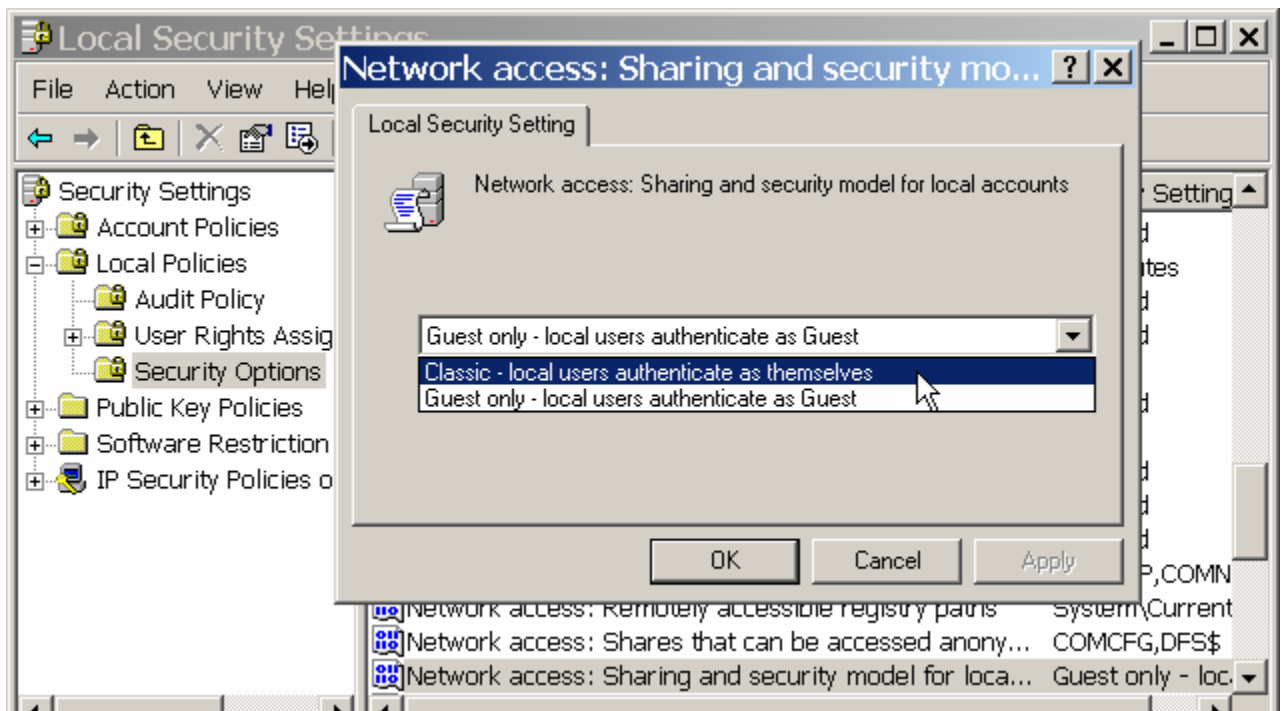 Local Security Settings
Network access: Sharing and security mo...
File Action View Help
Local Security Setting
Network access: Sharing and security model for local accounts
Security Settings
Setting
Account Policies
Local Policies
Audit Policy
User Rights Assig
Guest only - local users authenticate as Guest
Security Options
Classic - local users authenticate as themselves
Guest only - local users authenticate as Guest
Public Key Policies
Software Restriction
IP Security Policies o
OK Cancel Apply
P,COMN
Network access: Remotely accessible registry paths System\Current
Network access: Shares that can be accessed anony... COMCFG,DFS$
Network access: Sharing and security model for loca... Guest only - loc